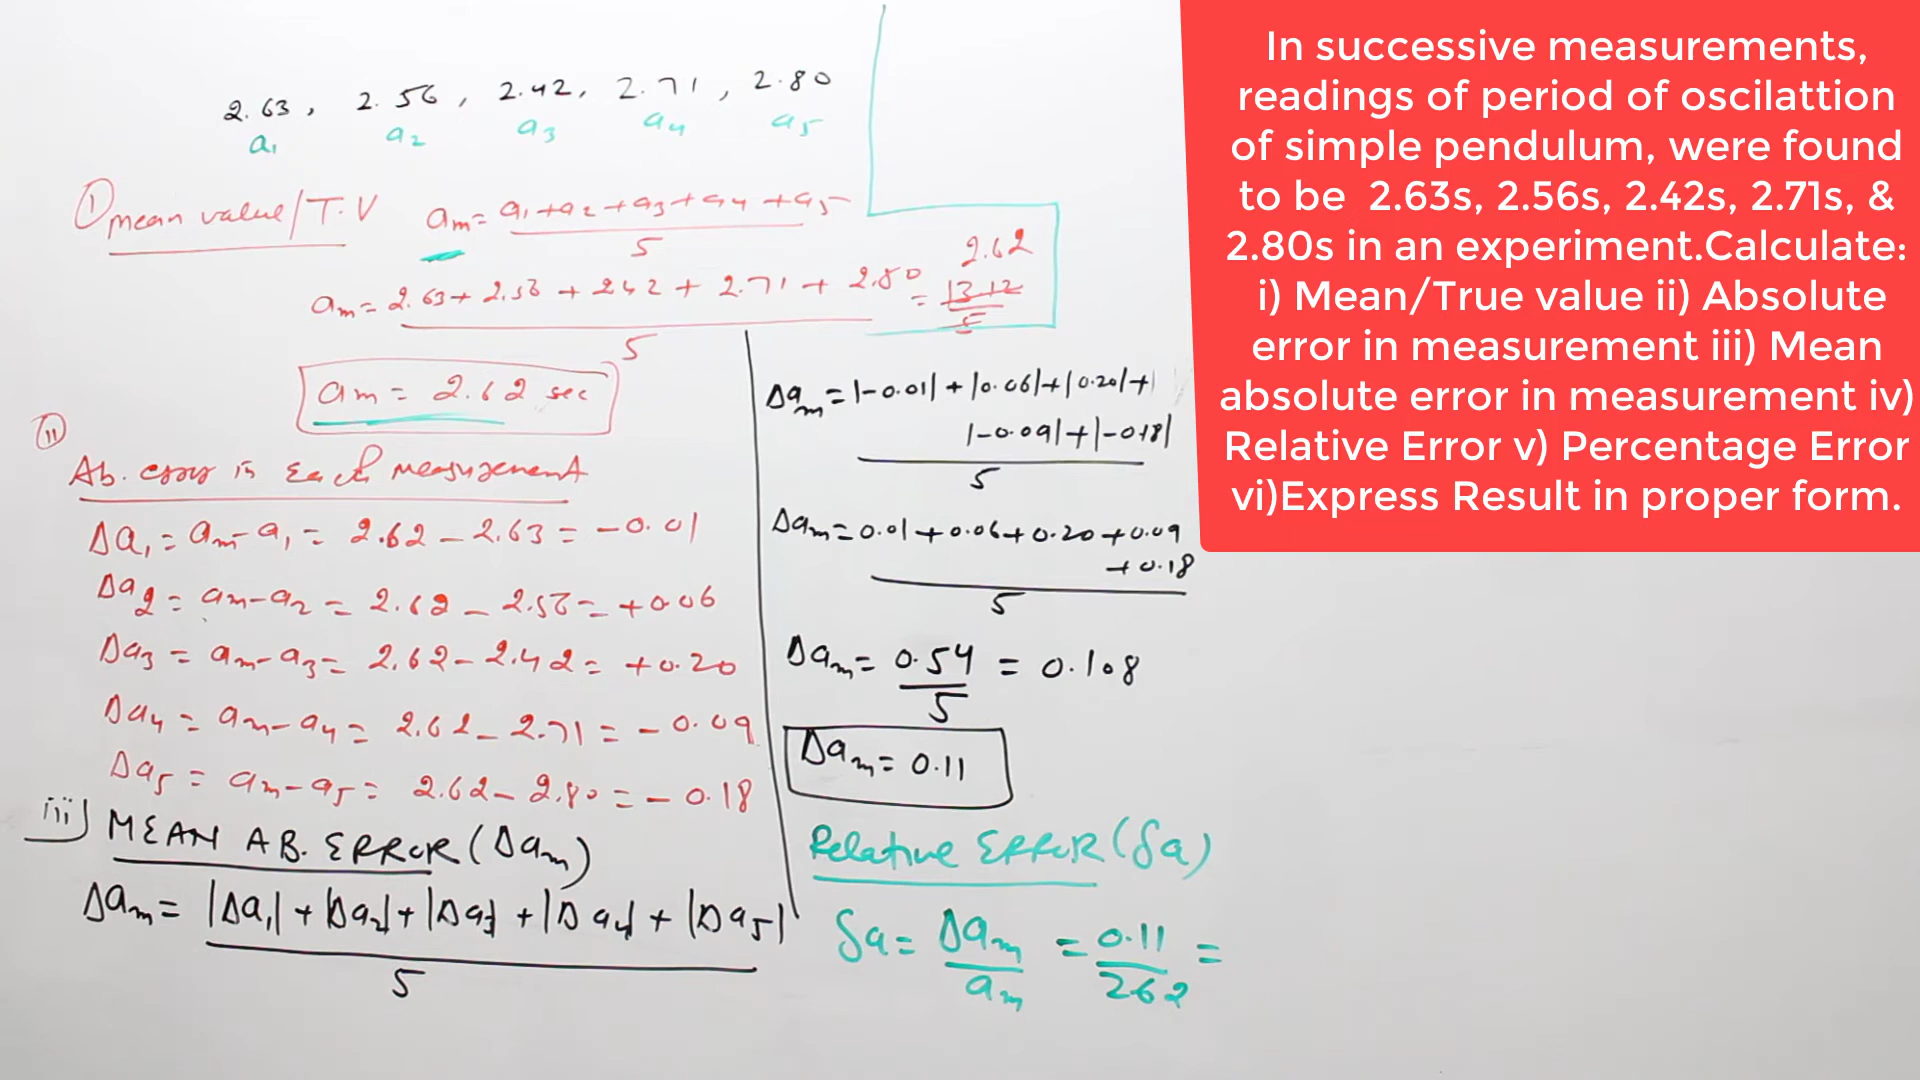 2.63, 2.56, 2.42, 2.71, 2.80
a1 a2 a3 a4 a5
① mean value/T.V am= a1+a2+a3+a4+a5
5
am= 2.63+2.56+2.42+2.71+2.80 = 13.12
5
2.62
5
am = 2.62 sec
ii
Ab. error in Each measurement
Δa1 = am-a1 = 2.62 - 2.63 = -0.01
Δa2 = am-a2 = 2.62 - 2.56 = +0.06
Δa3 = am-a3 = 2.62 - 2.42 = +0.20
Δa4 = am-a4 = 2.62 - 2.71 = -0.09
Δa5 = am-a5 = 2.62 - 2.80 = -0.18
iii) MEAN AB. ERROR (Δam)
Δam = |Δa1| + |Δa2| + |Δa3| + |Δa4| + |Δa5|
5
Δam = |-0.01| + |0.06| + |0.20| +
|-0.09| + |-0.18|
5
Δam = 0.01+0.06+0.20+0.09
+0.18
5
Δam = 0.54 = 0.108
5
Δam = 0.11
Relative ERROR (δa)
δa = Δam = 0.11 =
am 2.62
In successive measurements,
readings of period of oscilattion
of simple pendulum, were found
to be 2.63s, 2.56s, 2.42s, 2.71s, &
2.80s in an experiment.Calculate:
i) Mean/True value ii) Absolute
error in measurement iii) Mean
absolute error in measurement iv)
Relative Error v) Percentage Error
vi)Express Result in proper form.